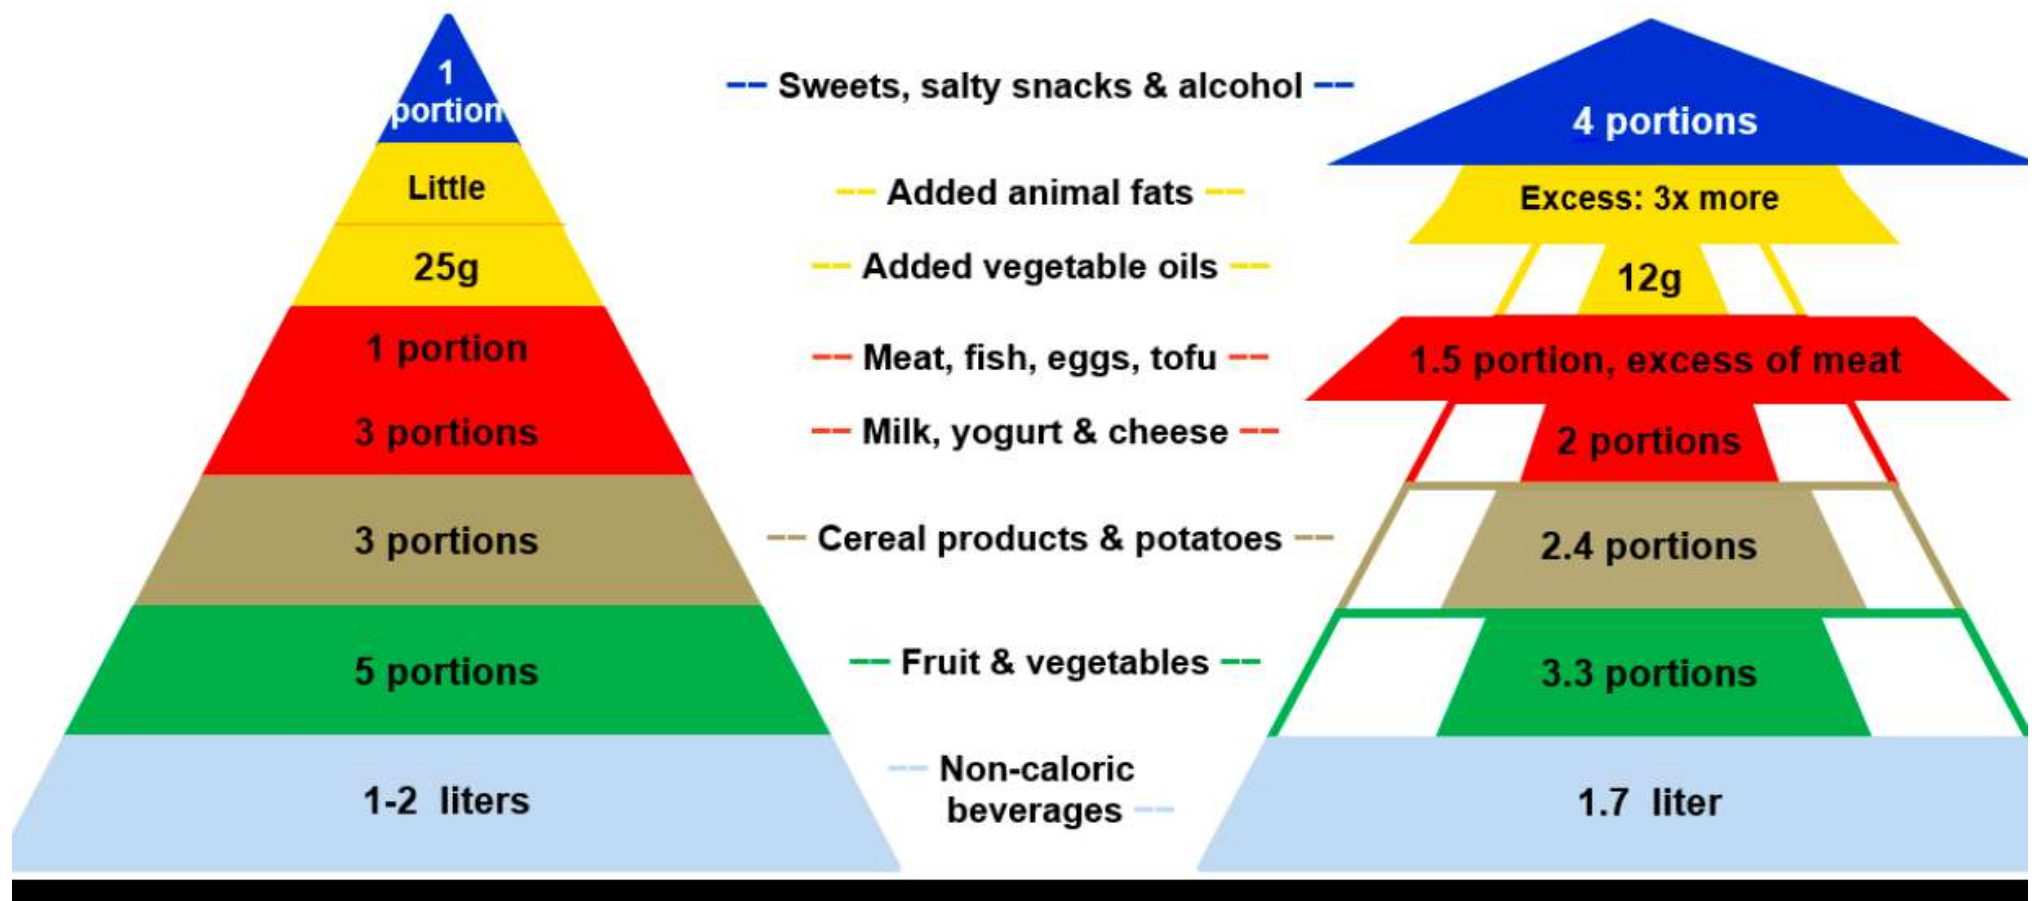 1
portion
-- Sweets, salty snacks & alcohol --
4 portions
Little
-- Added animal fats --
Excess: 3x more
25g
-- Added vegetable oils --
12g
1 portion
-- Meat, fish, eggs, tofu --
1.5 portion, excess of meat
3 portions
-- Milk, yogurt & cheese --
2 portions
3 portions
-- Cereal products & potatoes --
2.4 portions
5 portions
-- Fruit & vegetables --
3.3 portions
1-2 liters
-- Non-caloric
beverages --
1.7 liter